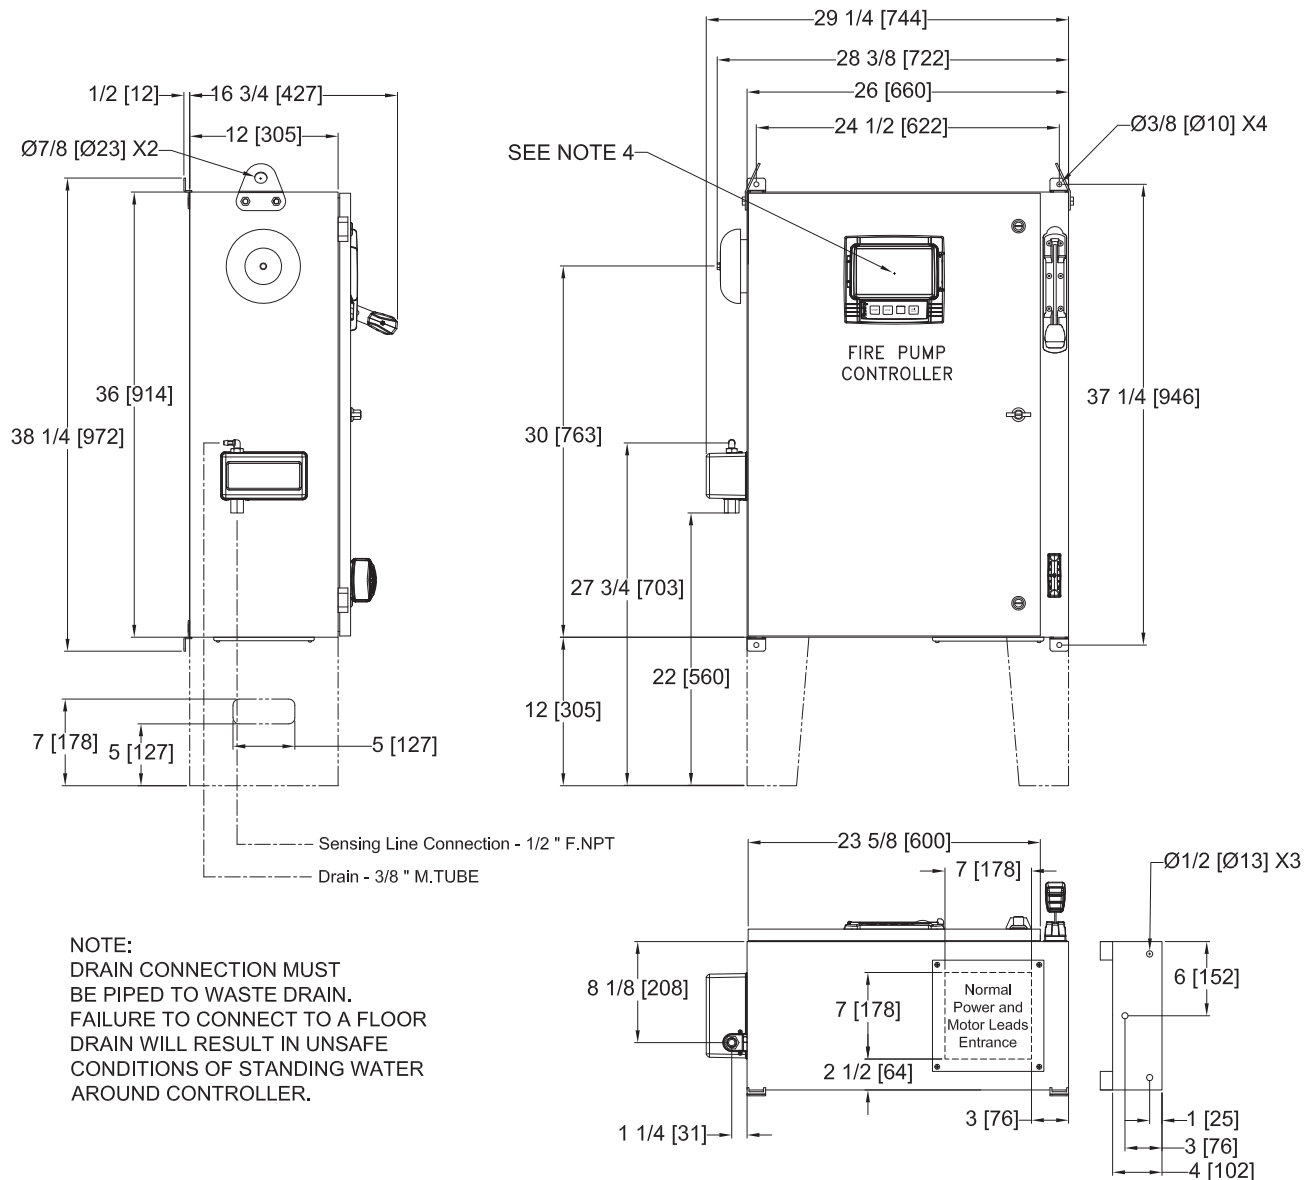 29 1/4 [744]
28 3/8 [722]
1/2 [12]
16 3/4 [427]
26 [660]
12 [305]
24 1/2 [622]
Ø3/8 [Ø10] X4
Ø7/8 [Ø23] X2
SEE NOTE 4
FIRE PUMP
CONTROLLER
36 [914]
37 1/4 [946]
38 1/4 [972]
30 [763]
27 3/4 [703]
22 [560]
12 [305]
7 [178]
5 [127]
5 [127]
Sensing Line Connection - 1/2 " F.NPT
Drain - 3/8 " M.TUBE
23 5/8 [600]
7 [178]
Ø1/2 [Ø13] X3
NOTE:
DRAIN CONNECTION MUST
BE PIPED TO WASTE DRAIN.
FAILURE TO CONNECT TO A FLOOR
DRAIN WILL RESULT IN UNSAFE
CONDITIONS OF STANDING WATER
AROUND CONTROLLER.
8 1/8 [208]
7 [178]
Normal
Power and
Motor Leads
Entrance
6 [152]
2 1/2 [64]
1 1/4 [31]
3 [76]
1 [25]
3 [76]
4 [102]